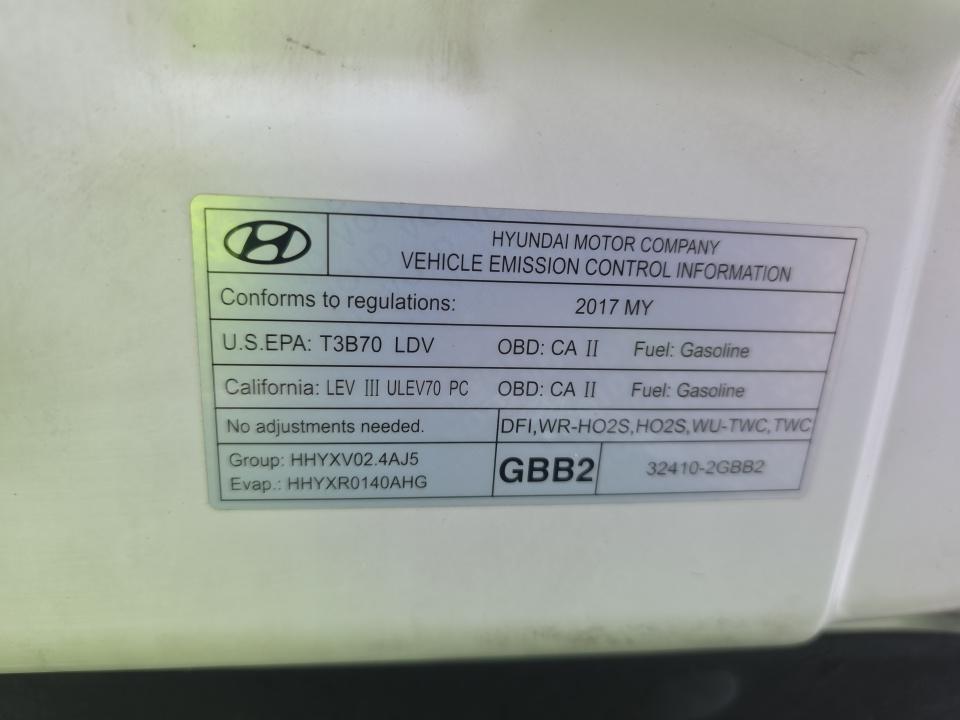 HYUNDAI MOTOR COMPANY
VEHICLE EMISSION CONTROL INFORMATION
Conforms to regulations: 2017 MY
U.S.EPA: T3B70 LDV OBD: CA II Fuel: Gasoline
California: LEV III ULEV70 PC OBD: CA II Fuel: Gasoline
No adjustments needed. DFI,WR-HO2S,HO2S,WU-TWC,TWC
Group: HHYXV02.4AJ5
Evap.: HHYXR0140AHG
GBB2 32410-2GBB2